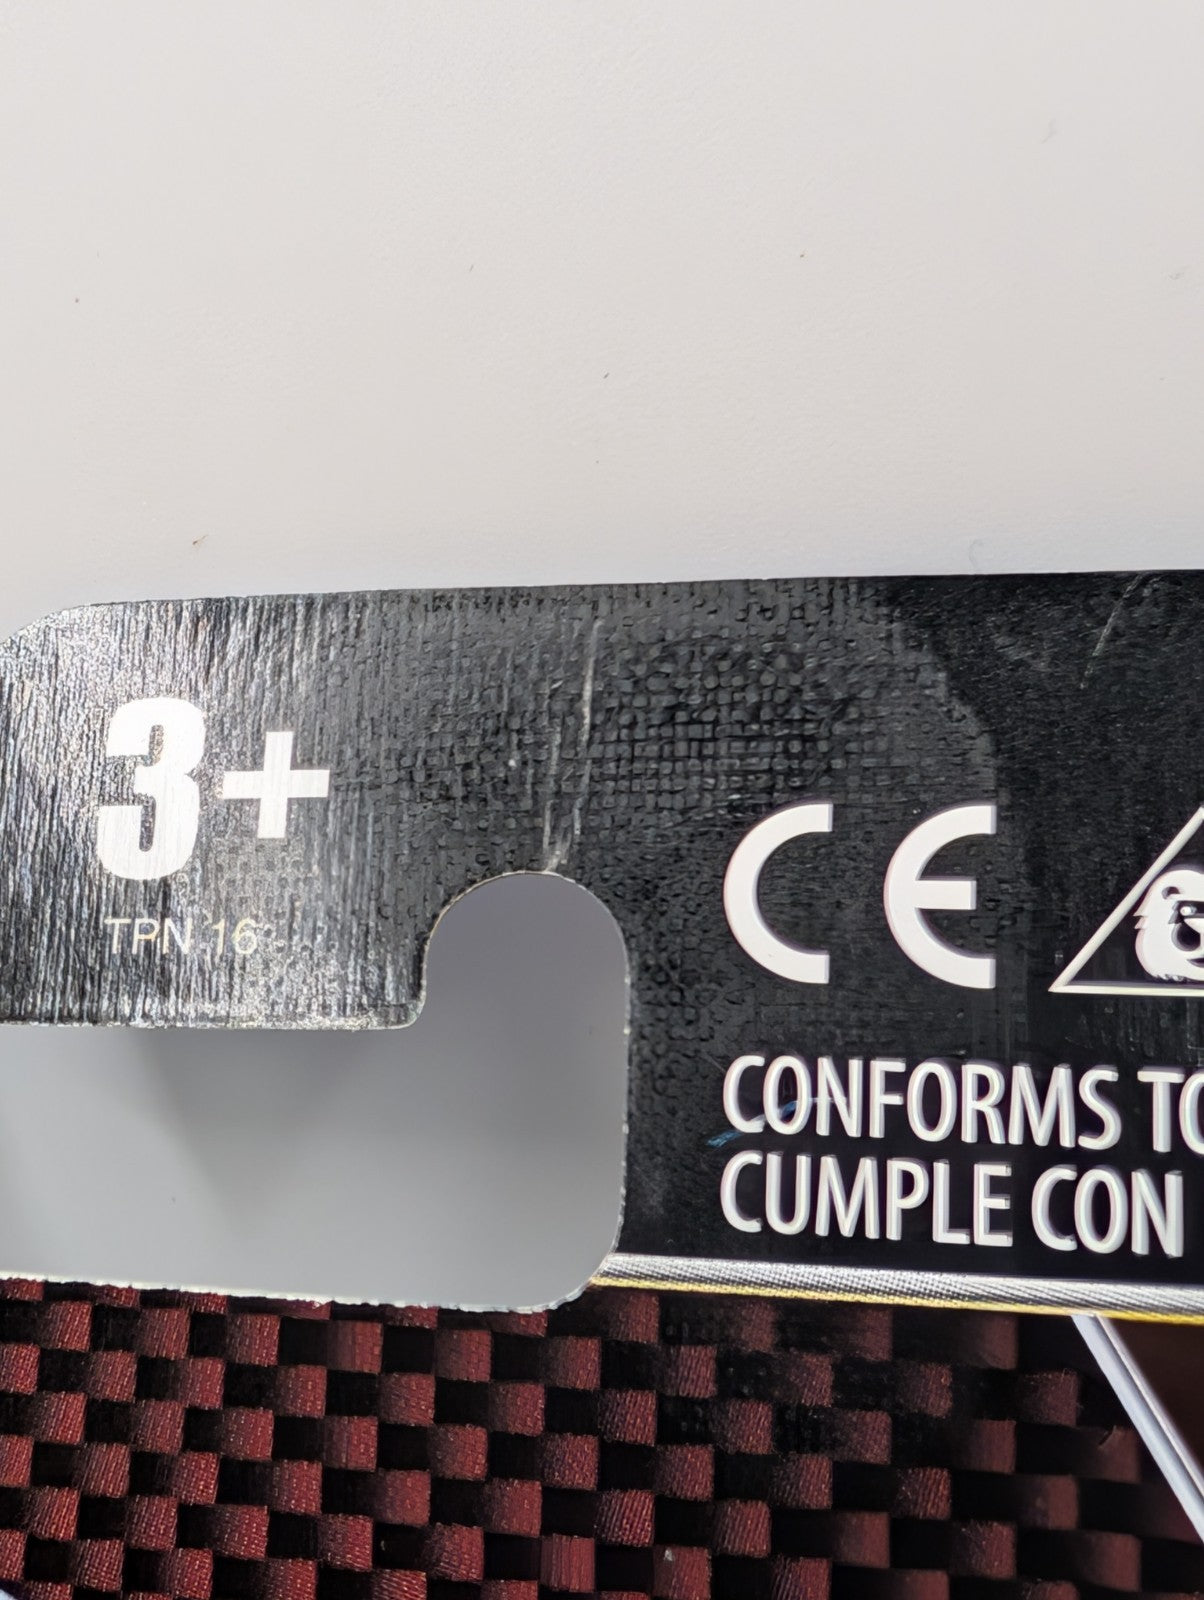 3+
TPN 16
CE
CONFORMS TO
CUMPLE CON